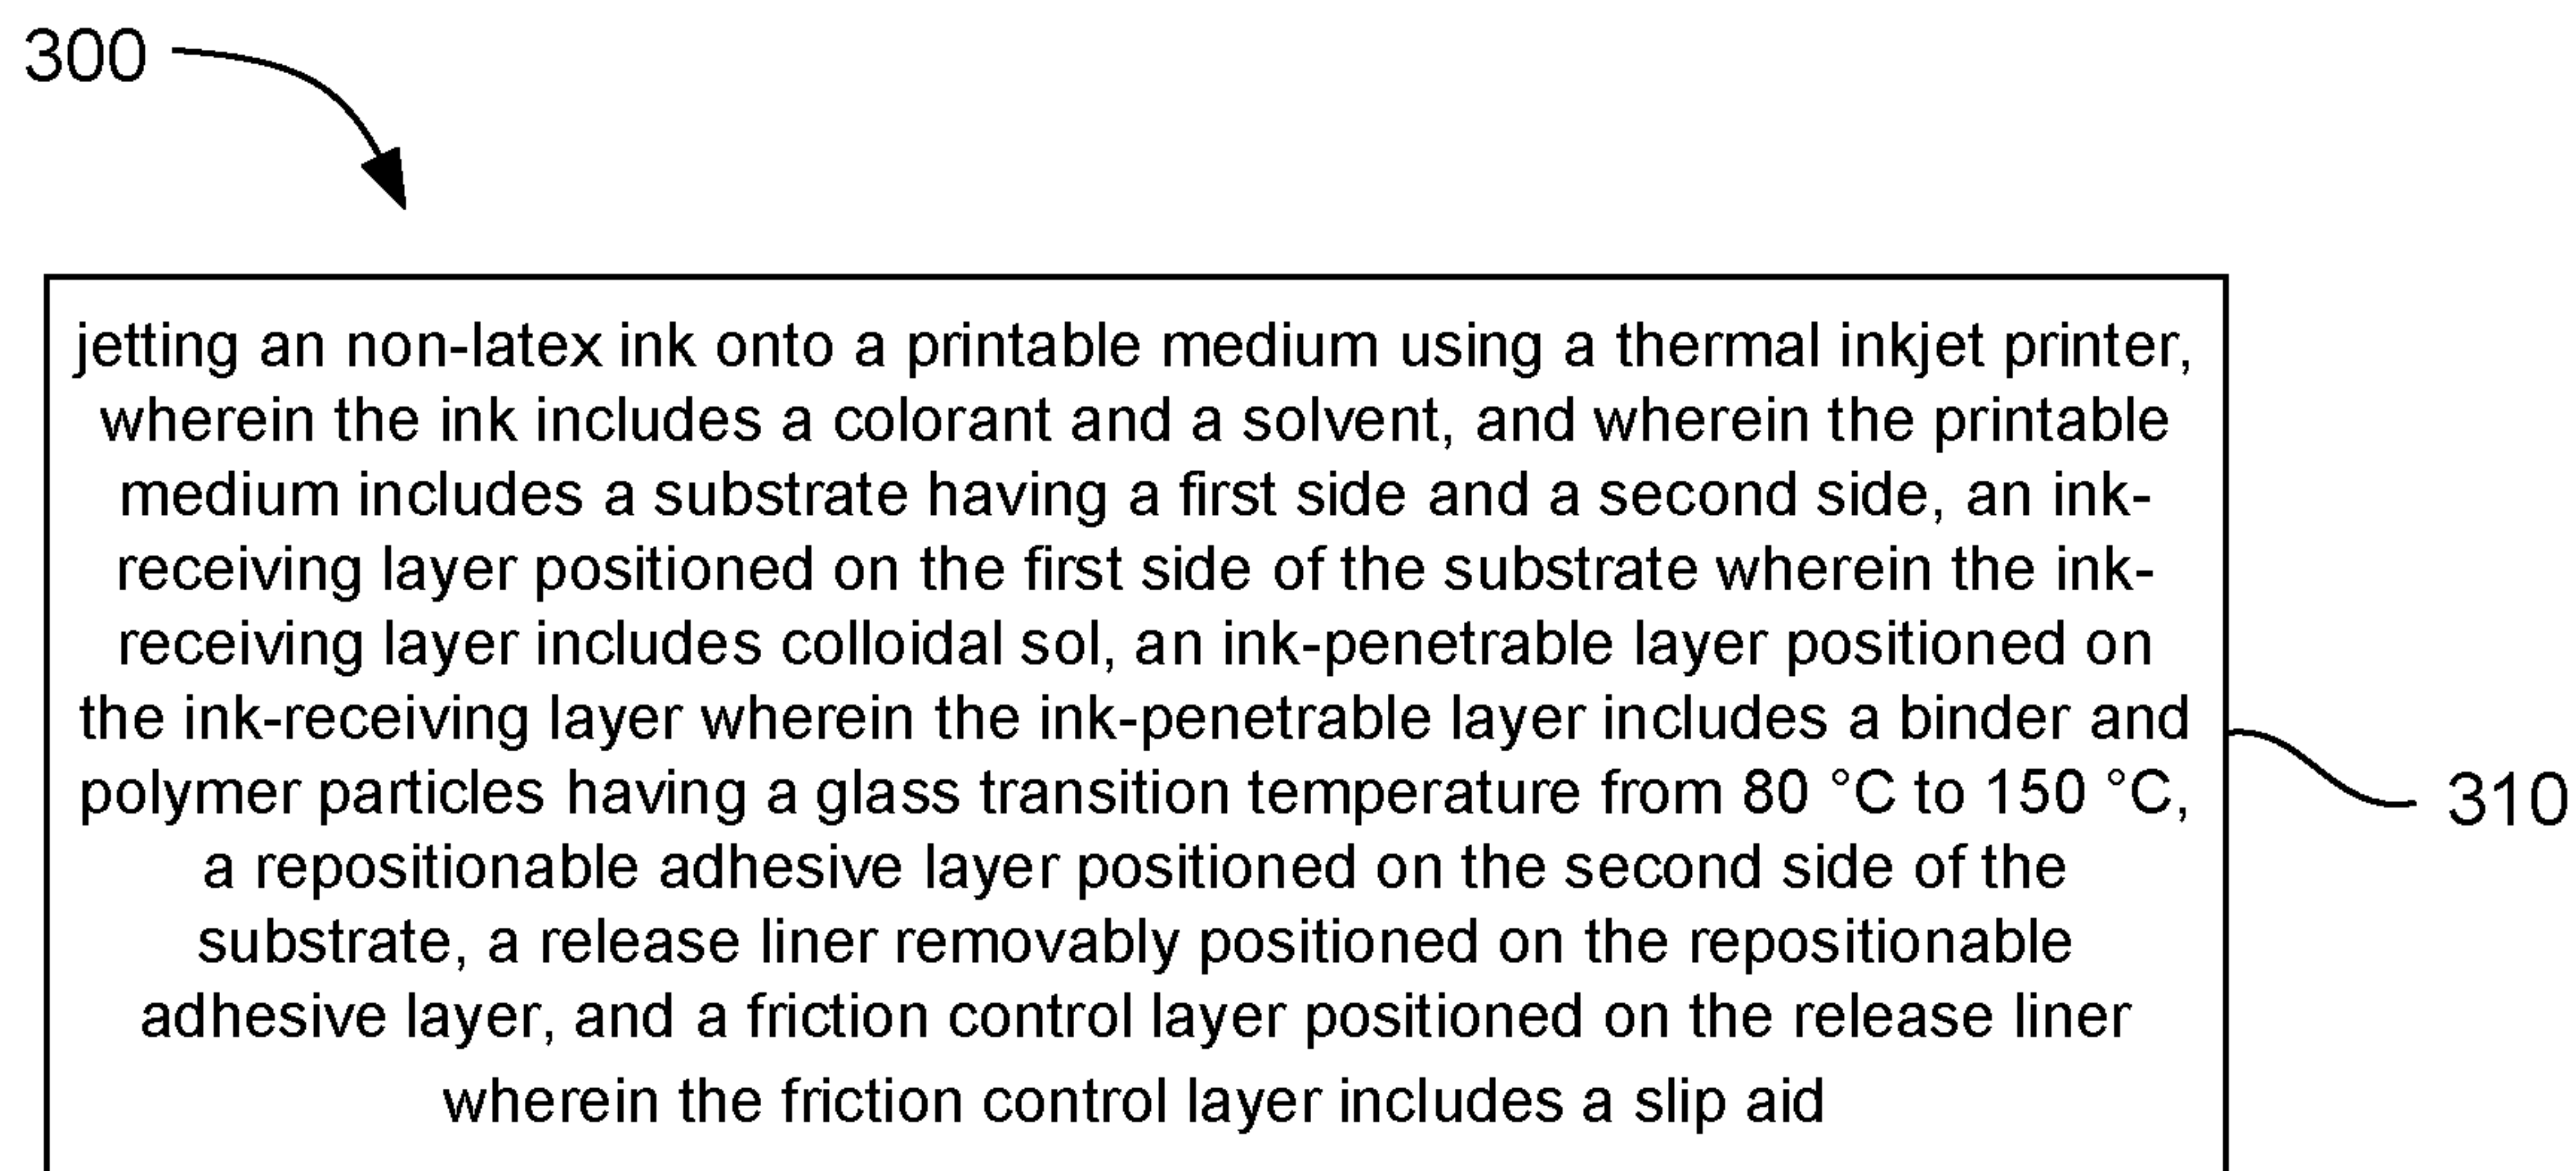 300
jetting an non-latex ink onto a printable medium using a thermal inkjet printer,
wherein the ink includes a colorant and a solvent, and wherein the printable
medium includes a substrate having a first side and a second side, an ink-
receiving layer positioned on the first side of the substrate wherein the ink-
receiving layer includes colloidal sol, an ink-penetrable layer positioned on
the ink-receiving layer wherein the ink-penetrable layer includes a binder and
polymer particles having a glass transition temperature from 80 °C to 150 °C,
a repositionable adhesive layer positioned on the second side of the
substrate, a release liner removably positioned on the repositionable
adhesive layer, and a friction control layer positioned on the release liner
wherein the friction control layer includes a slip aid
310